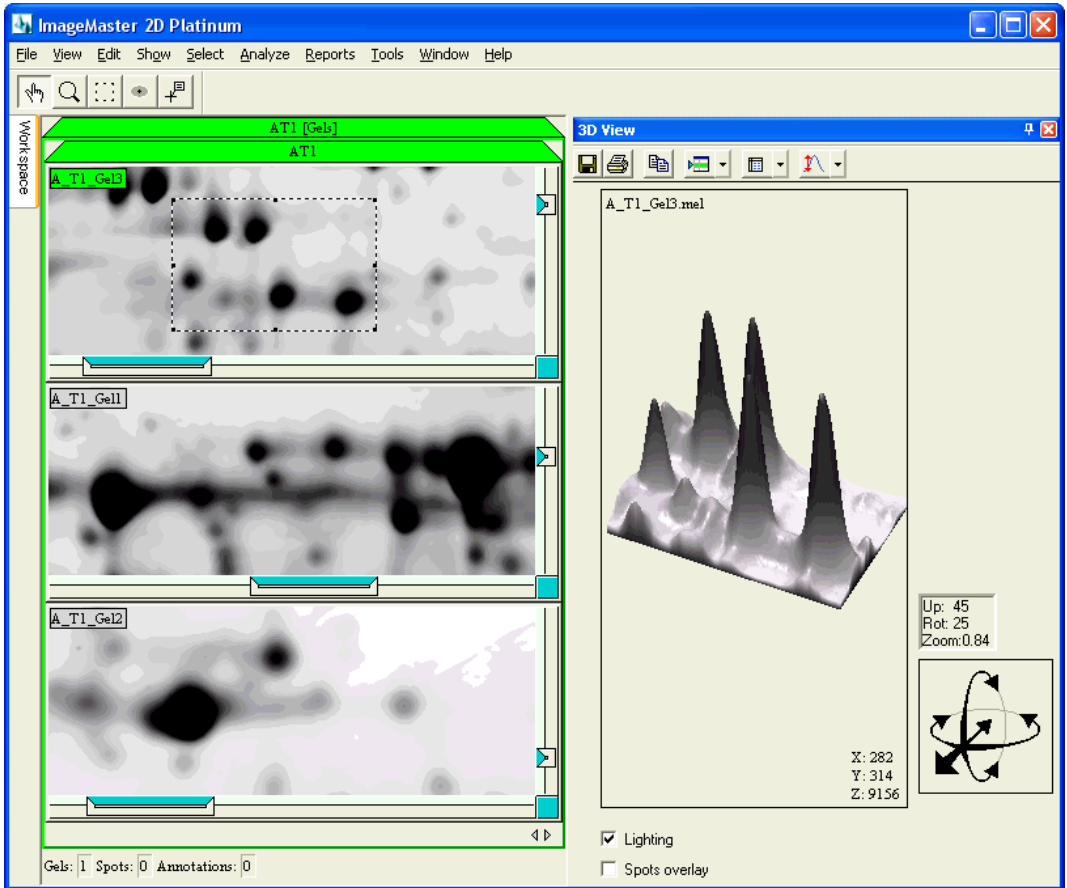 ImageMaster 2D Platinum
File View Edit Show Select Analyze Reports Tools Window Help
Workspace
AT1 [Gels]
AT1
A_T1_Gel3
A_T1_Gel1
A_T1_Gel2
Gels: 1 Spots: 0 Annotations: 0
3D View
A_T1_Gel3.mel
Up: 45
Rot: 25
Zoom:0.84
X: 282
Y: 314
Z: 9156
Lighting
Spots overlay